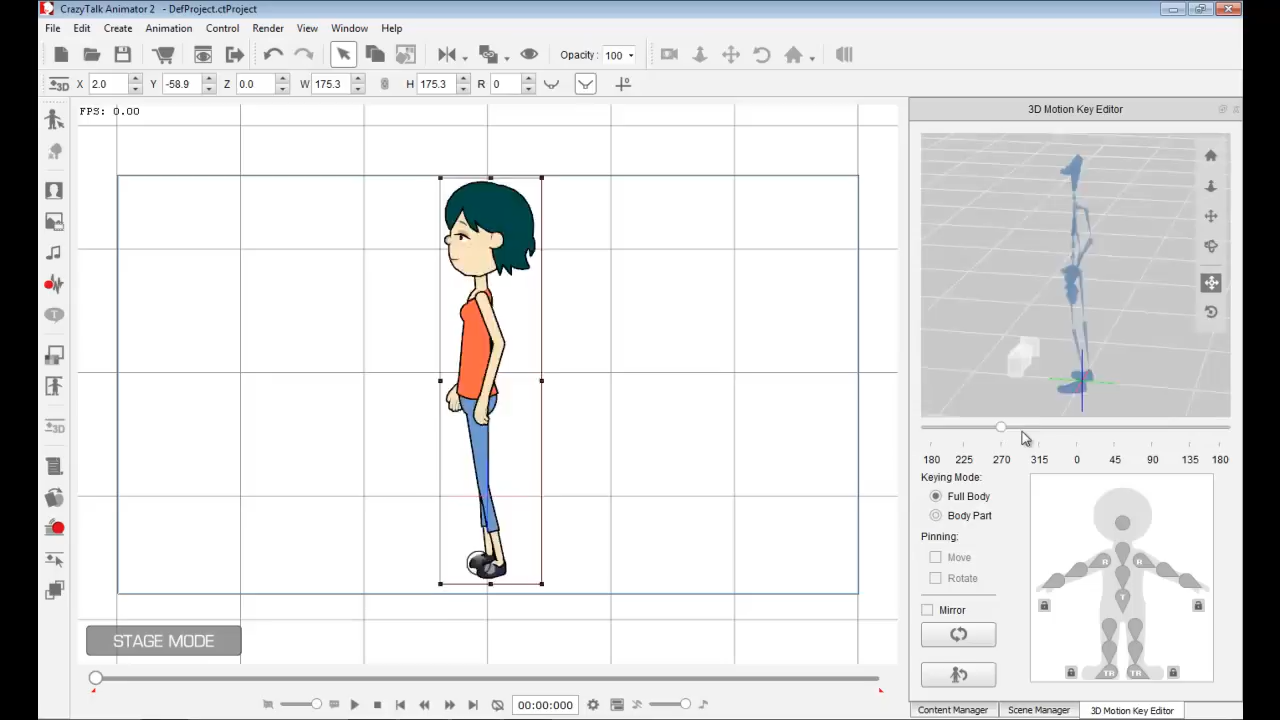 CrazyTalk Animator 2 - DefProject.ctProject
File Edit Create Animation Control Render View Window Help
Opacity: 100
3D X 2.0 Y -58.9 Z 0.0 W 175.3 H 175.3 R 0
FPS: 0.00
3D Motion Key Editor
180 225 270 315 0 45 90 135 180
Keying Mode:
Full Body
Body Part
Pinning:
Move
Rotate
Mirror
R R
T
TR TR
T
3D
STAGE MODE
00:00:000
Content Manager Scene Manager 3D Motion Key Editor